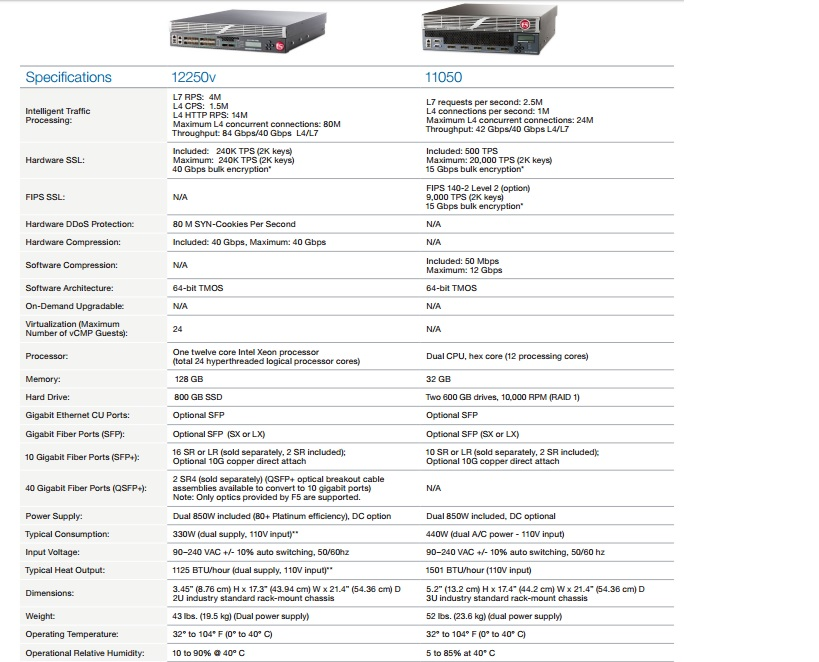 f5
f5
Specifications 12250v 11050
Intelligent Traffic
Processing:
L7 RPS: 4M
L4 CPS: 1.5M
L4 HTTP RPS: 14M
Maximum L4 concurrent connections: 80M
Throughput: 84 Gbps/40 Gbps L4/L7
L7 requests per second: 2.5M
L4 connections per second: 1M
Maximum L4 concurrent connections: 24M
Throughput: 42 Gbps/40 Gbps L4/L7
Hardware SSL:
Included: 240K TPS (2K keys)
Maximum: 240K TPS (2K keys)
40 Gbps bulk encryption*
Included: 500 TPS
Maximum: 20,000 TPS (2K keys)
15 Gbps bulk encryption*
FIPS SSL:
N/A
FIPS 140-2 Level 2 (option)
9,000 TPS (2K keys)
15 Gbps bulk encryption*
Hardware DDoS Protection: 80 M SYN-Cookies Per Second N/A
Hardware Compression: Included: 40 Gbps, Maximum: 40 Gbps N/A
Software Compression:
N/A
Included: 50 Mbps
Maximum: 12 Gbps
Software Architecture: 64-bit TMOS 64-bit TMOS
On-Demand Upgradable: N/A N/A
Virtualization (Maximum
Number of vCMP Guests):
24
N/A
Processor:
One twelve core Intel Xeon processor
(total 24 hyperthreaded logical processor cores)
Dual CPU, hex core (12 processing cores)
Memory: 128 GB 32 GB
Hard Drive: 800 GB SSD Two 600 GB drives, 10,000 RPM (RAID 1)
Gigabit Ethernet CU Ports: Optional SFP Optional SFP
Gigabit Fiber Ports (SFP): Optional SFP (SX or LX) Optional SFP (SX or LX)
10 Gigabit Fiber Ports (SFP+):
16 SR or LR (sold separately, 2 SR included);
Optional 10G copper direct attach
10 SR or LR (sold separately, 2 SR included);
Optional 10G copper direct attach
40 Gigabit Fiber Ports (QSFP+):
2 SR4 (sold separately) (QSFP+ optical breakout cable
assemblies available to convert to 10 gigabit ports)
Note: Only optics provided by F5 are supported.
N/A
Power Supply: Dual 850W included (80+ Platinum efficiency), DC option Dual 850W included, DC optional
Typical Consumption: 330W (dual supply, 110V input)** 440W (dual A/C power - 110V input)
Input Voltage: 90–240 VAC +/- 10% auto switching, 50/60hz 90–240 VAC +/- 10% auto switching, 50/60 hz
Typical Heat Output: 1125 BTU/hour (dual supply, 110V input)** 1501 BTU/hour (110V input)
Dimensions:
3.45” (8.76 cm) H x 17.3” (43.94 cm) W x 21.4” (54.36 cm) D
2U industry standard rack-mount chassis
5.2” (13.2 cm) H x 17.4” (44.2 cm) W x 21.4” (54.36 cm) D
3U industry standard rack-mount chassis
Weight: 43 lbs. (19.5 kg) (Dual power supply) 52 lbs. (23.6 kg) (dual power supply)
Operating Temperature: 32° to 104° F (0° to 40° C) 32° to 104° F (0° to 40° C)
Operational Relative Humidity: 10 to 90% @ 40° C 5 to 85% at 40° C